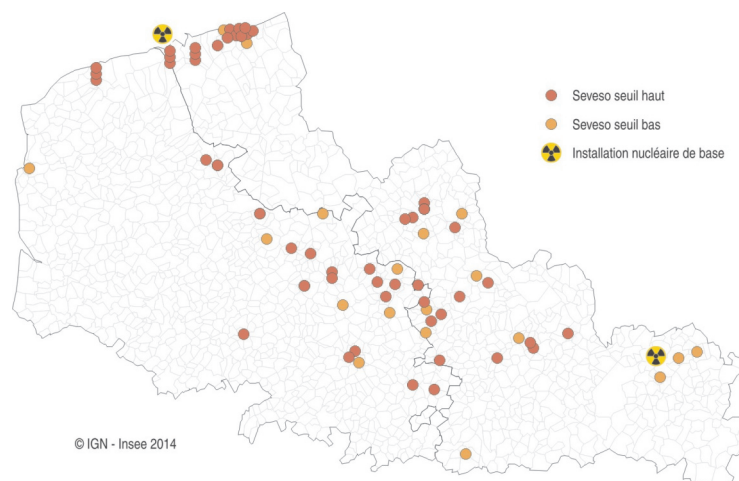 Seveso seuil haut
Seveso seuil bas
Installation nucléaire de base
© IGN - Insee 2014